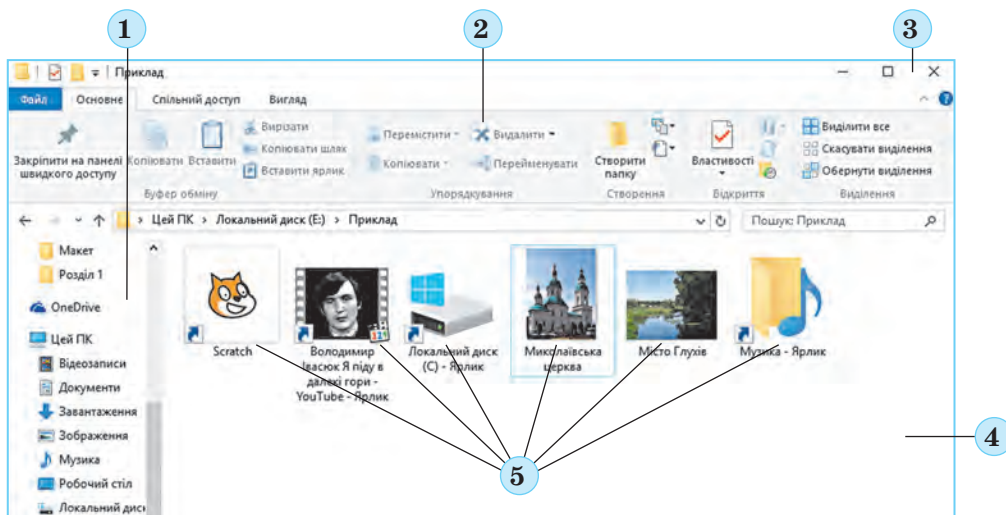 1
2
3
Приклад
Файл Основне Спільний доступ Вигляд
Закріпити на панелі швидкого доступу
Копіювати
Вставити
Вирізати
Копіювати шлях
Вставити ярлик
Буфер обміну
Перемістити
Копіювати
Видалити
Перейменувати
Упорядкування
Створити папку
Створення
Властивості
Відкриття
Виділити все
Скасувати виділення
Обернути виділення
Виділення
Цей ПК › Локальний диск (E:) › Приклад
Пошук: Приклад
Макет
Розділ 1
OneDrive
Цей ПК
Відеозаписи
Документи
Завантаження
Зображення
Музика
Робочий стіл
Локальний диск
Scratch
Володимир
Івасюк Я піду в
далекі гори -
YouTube - Ярлик
Локальний диск
(C) - Ярлик
Миколаївська
церква
Місто Глухів
Музика - Ярлик
4
5